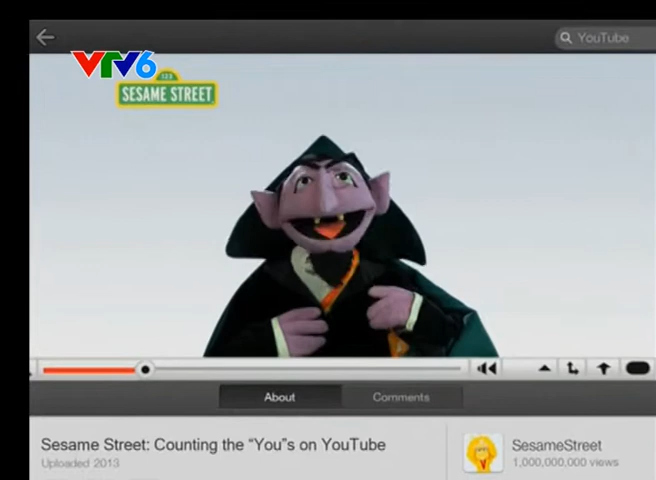 YouTube
VTV6
123
SESAME STREET
About
Comments
Sesame Street: Counting the “You”s on YouTube
Uploaded 2013
SesameStreet
1,000,000,000 views